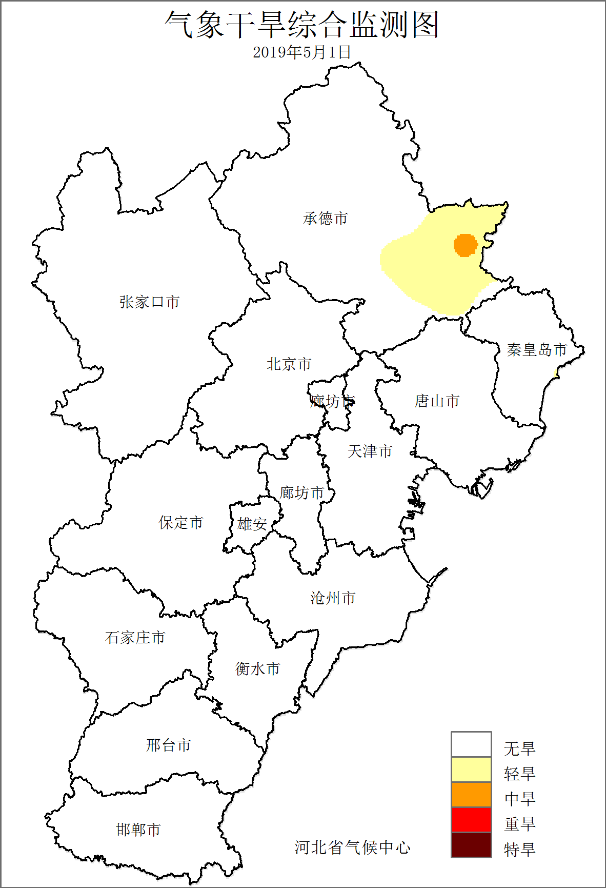 气象干旱综合监测图
2019年5月1日
承德市
张家口市
秦皇岛市
北京市
廊坊市
唐山市
天津市
廊坊市
保定市
雄安
沧州市
石家庄市
衡水市
邢台市
无旱
轻旱
中旱
重旱
特旱
邯郸市
河北省气候中心